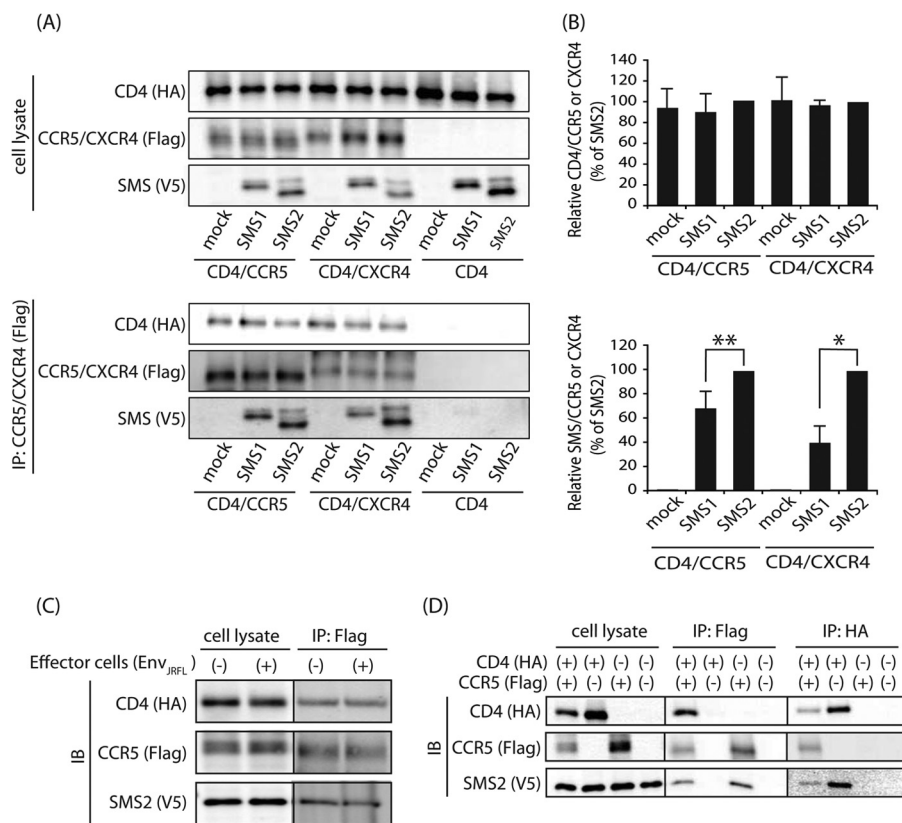 (A)
cell lysate
CD4 (HA)
CCR5/CXCR4 (Flag)
SMS (V5)
mock SMS1 SMS2 mock SMS1 SMS2 mock SMS1 SMS2
CD4/CCR5 CD4/CXCR4 CD4
IP: CCR5/CXCR4 (Flag)
CD4 (HA)
CCR5/CXCR4 (Flag)
SMS (V5)
mock SMS1 SMS2 mock SMS1 SMS2 mock SMS1 SMS2
CD4/CCR5 CD4/CXCR4 CD4
(B)
Relative CD4/CCR5 or CXCR4
(% of SMS2)
140
120
100
80
60
40
20
0
mock SMS1 SMS2 mock SMS1 SMS2
CD4/CCR5 CD4/CXCR4
Relative SMS/CCR5 or CXCR4
(% of SMS2)
** *
120
100
80
60
40
20
0
mock SMS1 SMS2 mock SMS1 SMS2
CD4/CCR5 CD4/CXCR4
(C)
cell lysate IP: Flag
Effector cells (Env JRFL ) (-) (+) (-) (+)
IB
CD4 (HA)
CCR5 (Flag)
SMS2 (V5)
(D)
cell lysate IP: Flag IP: HA
CD4 (HA) (+) (+) (-) (-) (+) (+) (-) (-) (+) (+) (-) (-)
CCR5 (Flag) (+) (-) (+) (-) (+) (-) (+) (-) (+) (-) (+) (-)
IB
CD4 (HA)
CCR5 (Flag)
SMS2 (V5)